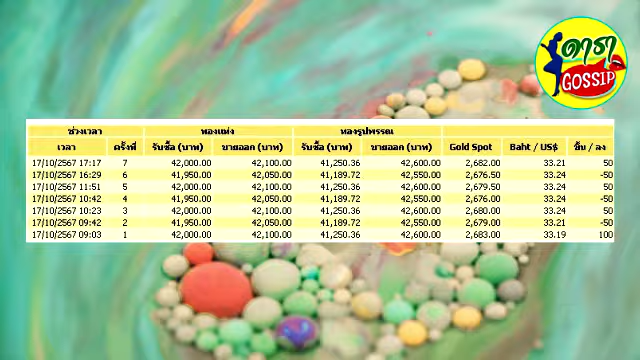 ดารา
GOSSIP
ช่วงเวลา ทองแท่ง ทองรูปพรรณ
เวลา ครั้งที่ รับซื้อ (บาท) ขายออก (บาท) รับซื้อ (บาท) ขายออก (บาท) Gold Spot Baht / US$ ขึ้น / ลง
17/10/2567 17:17 7 42,000.00 42,100.00 41,250.36 42,600.00 2,682.00 33.21 50
17/10/2567 16:29 6 41,950.00 42,050.00 41,189.72 42,550.00 2,676.50 33.24 -50
17/10/2567 11:51 5 42,000.00 42,100.00 41,250.36 42,600.00 2,679.50 33.24 50
17/10/2567 10:42 4 41,950.00 42,050.00 41,189.72 42,550.00 2,676.00 33.24 -50
17/10/2567 10:23 3 42,000.00 42,100.00 41,250.36 42,600.00 2,680.00 33.24 50
17/10/2567 09:42 2 41,950.00 42,050.00 41,189.72 42,550.00 2,679.00 33.21 -50
17/10/2567 09:03 1 42,000.00 42,100.00 41,250.36 42,600.00 2,683.00 33.19 100